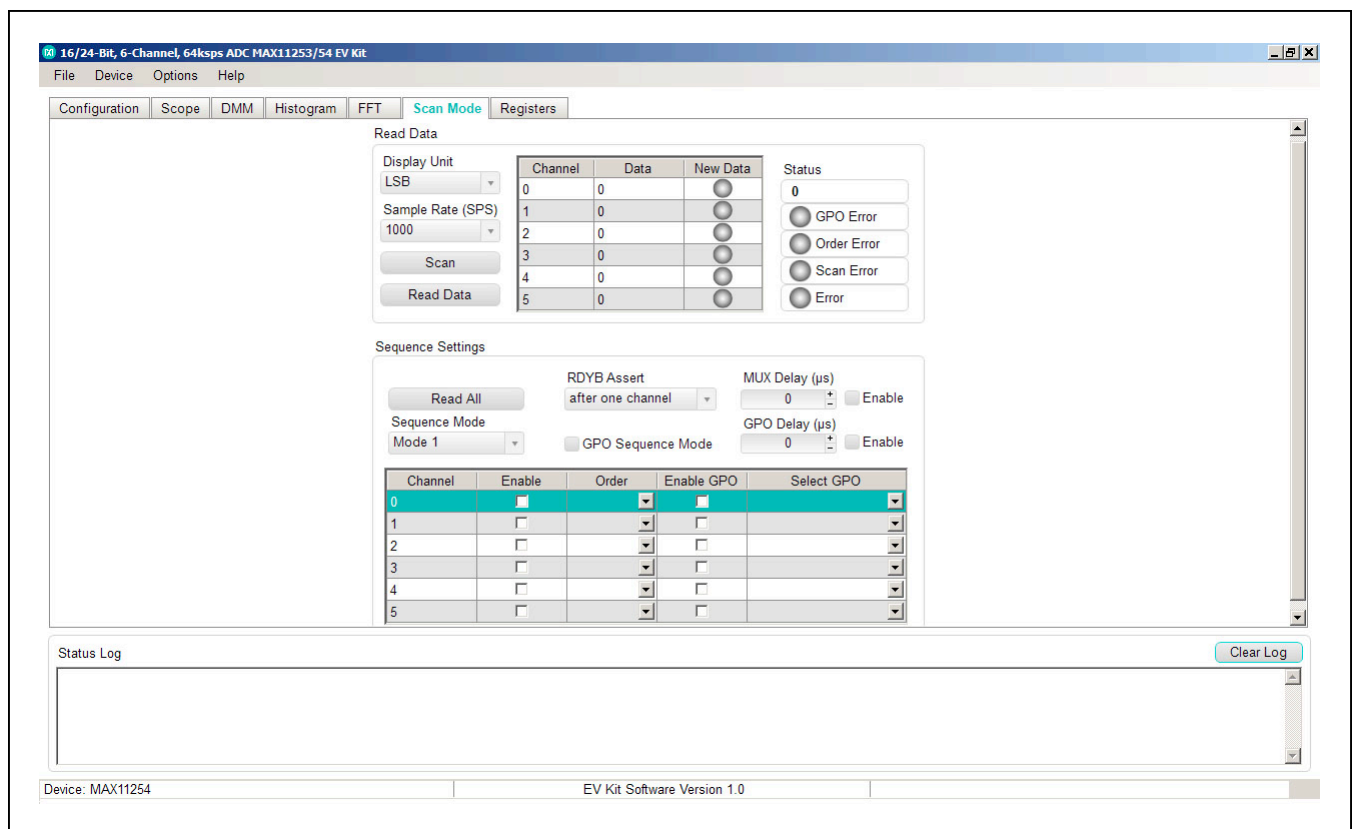 16/24-Bit, 6-Channel, 64ksps ADC MAX11253/54 EV Kit
File Device Options Help
Configuration Scope DMM Histogram FFT Scan Mode Registers
Read Data
Display Unit
LSB
Sample Rate (SPS)
1000
Scan
Read Data
Channel Data New Data
0 0
1 0
2 0
3 0
4 0
5 0
Status
0
GPO Error
Order Error
Scan Error
Error
Sequence Settings
Read All
Sequence Mode
Mode 1
RDYB Assert
after one channel
GPO Sequence Mode
MUX Delay (µs)
0 Enable
GPO Delay (µs)
0 Enable
Channel Enable Order Enable GPO Select GPO
0
1
2
3
4
5
Status Log
Clear Log
Device: MAX11254 EV Kit Software Version 1.0